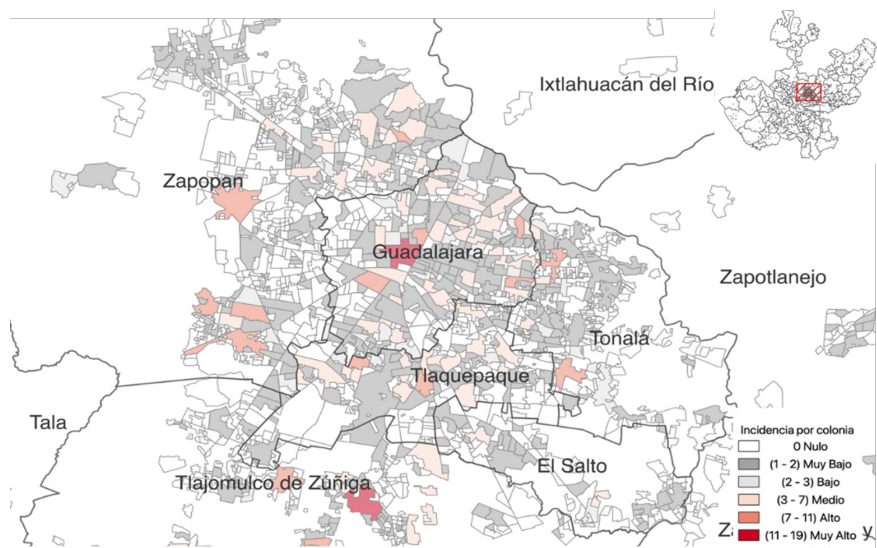 Ixtlahuacán del Río
Zapopan
Guadalajara
Zapotlanejo
Tonalá
Tlaquepaque
Tala
El Salto
Tlajomulco de Zúñiga
Incidencia por colonia
0 Nulo
(1 - 2) Muy Bajo
(2 - 3) Bajo
(3 - 7) Medio
(7 - 11) Alto
(11 - 19) Muy Alto